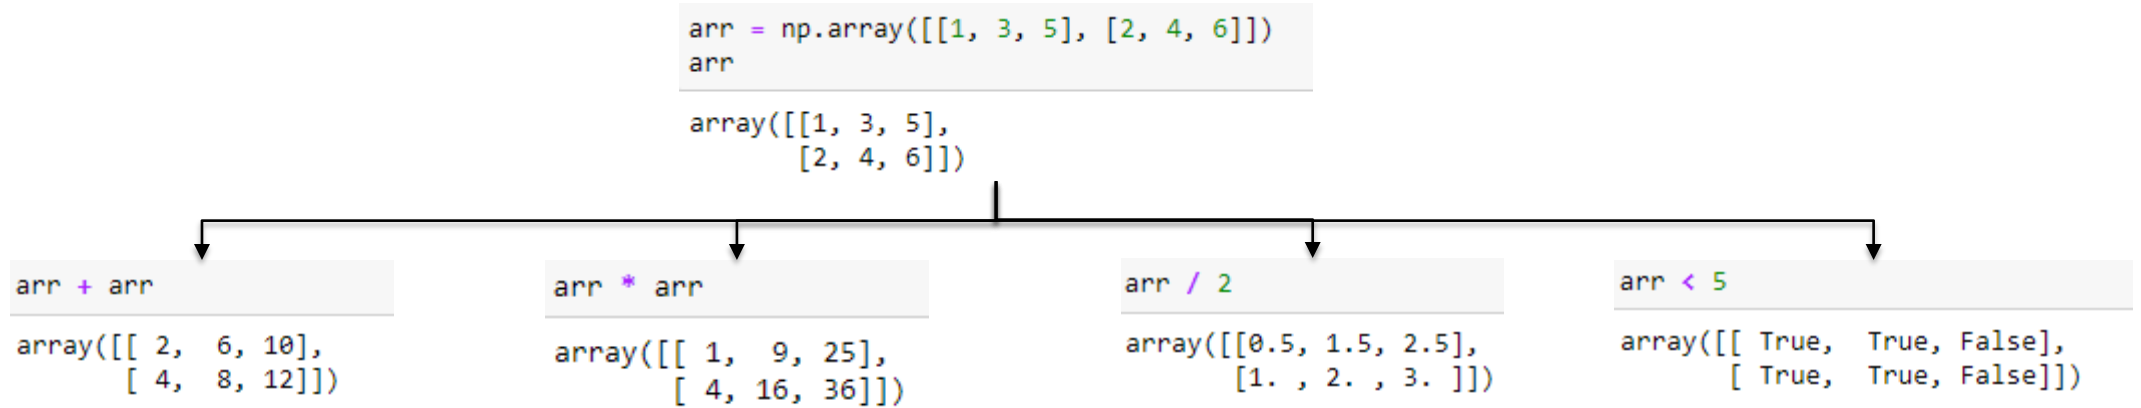 arr = np.array([[1, 3, 5], [2, 4, 6]])
arr
array([[1, 3, 5],
       [2, 4, 6]])
arr + arr
array([[ 2,  6, 10],
       [ 4,  8, 12]])
arr * arr
array([[ 1,  9, 25],
       [ 4, 16, 36]])
arr / 2
array([[0.5, 1.5, 2.5],
       [1. , 2. , 3. ]])
arr < 5
array([[ True,  True, False],
       [ True,  True, False]])